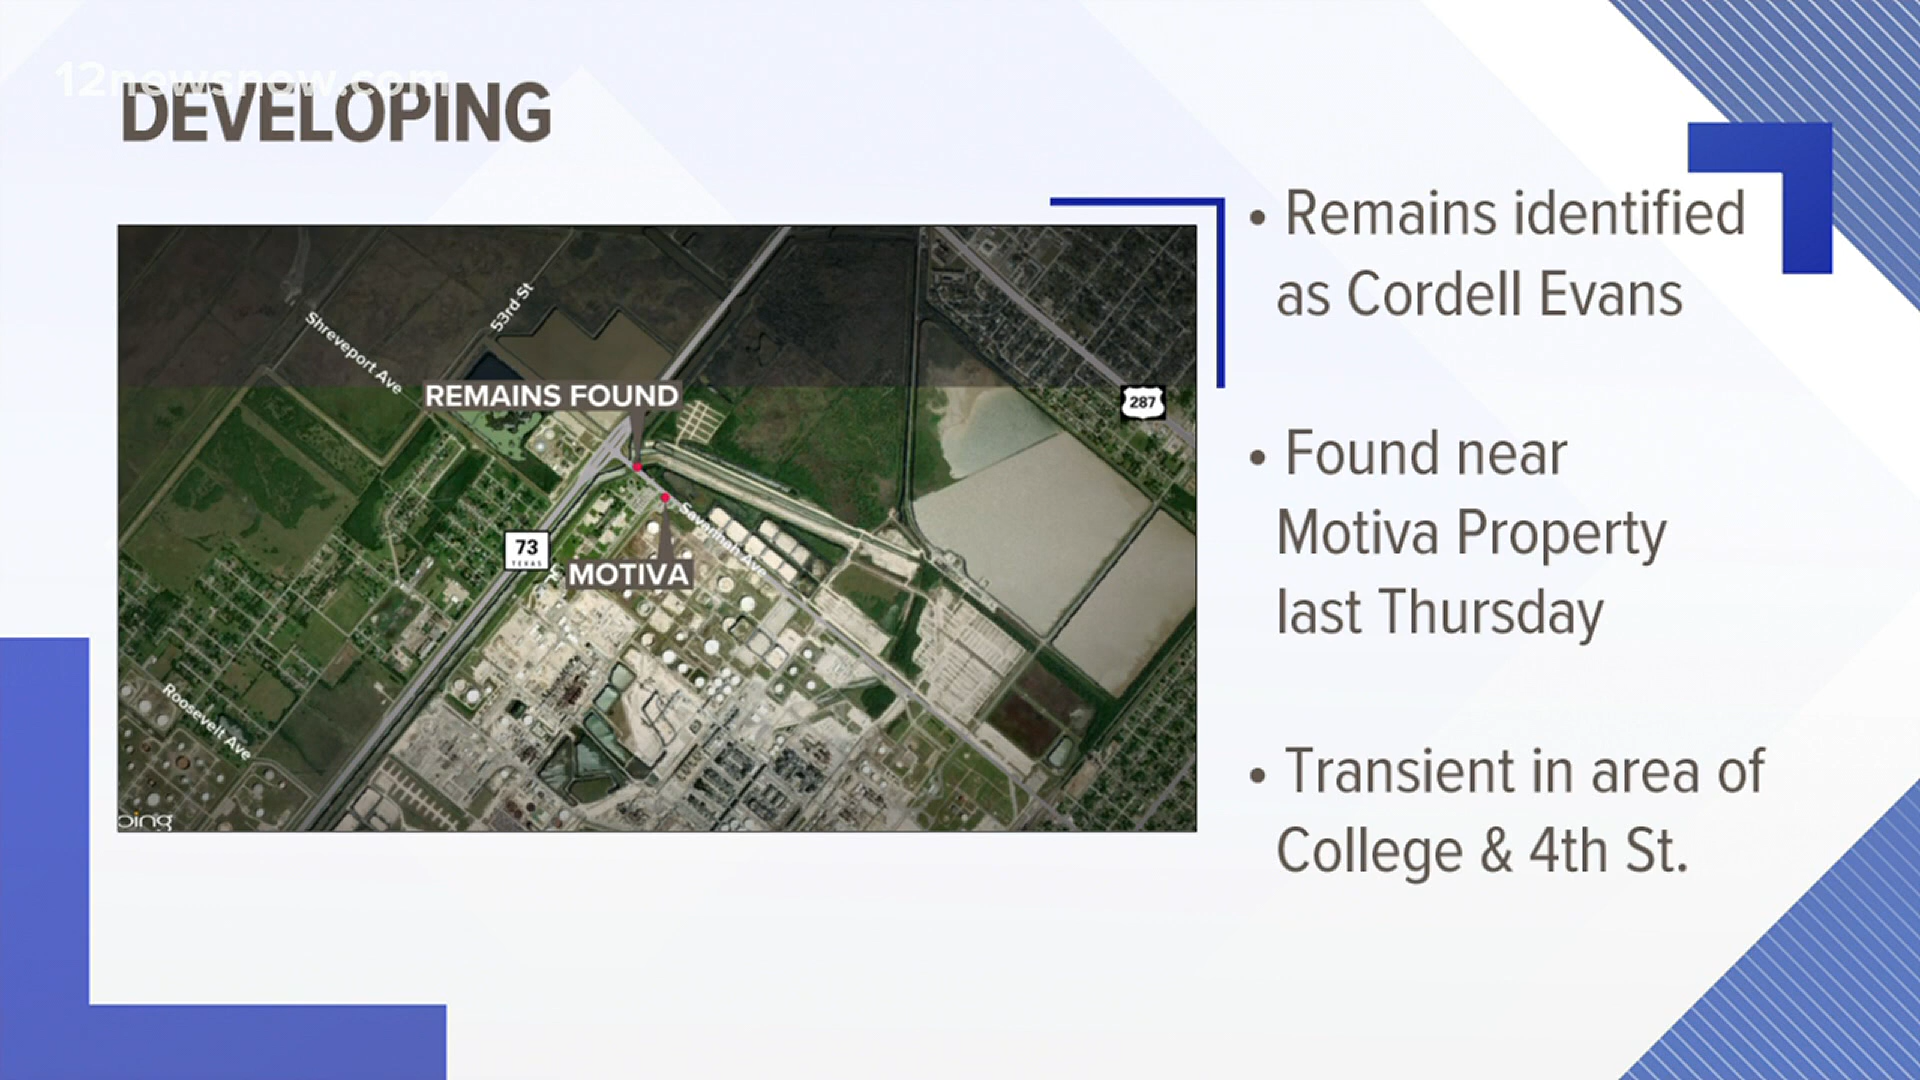 12newsnow.com
DEVELOPING
53rd St
Shreveport Ave
REMAINS FOUND
287
73
TEXAS
Savannah Ave
MOTIVA
Roosevelt Ave
bing
• Remains identified
as Cordell Evans
• Found near
Motiva Property
last Thursday
• Transient in area of
College & 4th St.